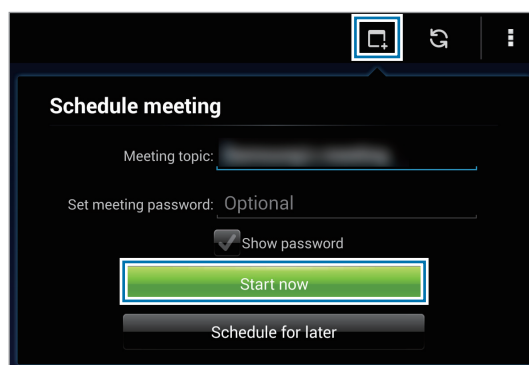 Schedule meeting
Meeting topic:
Set meeting password: Optional
Show password
Start now
Schedule for later